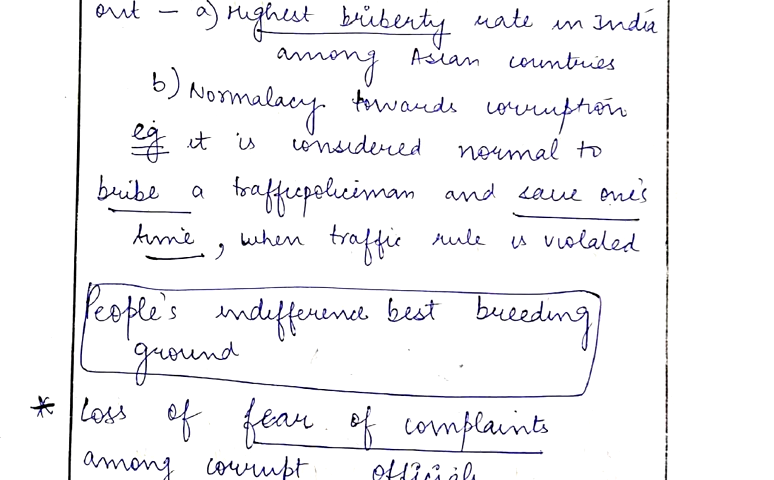 out – a) Highest briberty rate in India
among Asian countries
b) Normalacy towards corruption
eg it is considered normal to
bribe a trafficpoliceman and save one's
time, when traffic rule is violated
People's indifference best breeding
ground
* Loss of fear of complaints
among corrupt officials